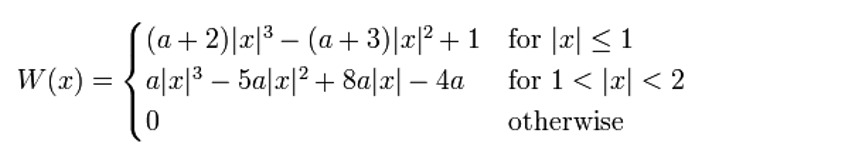 W(x) = { (a + 2)|x|³ − (a + 3)|x|² + 1 for |x| ≤ 1
a|x|³ − 5a|x|² + 8a|x| − 4a for 1 < |x| < 2
0 otherwise